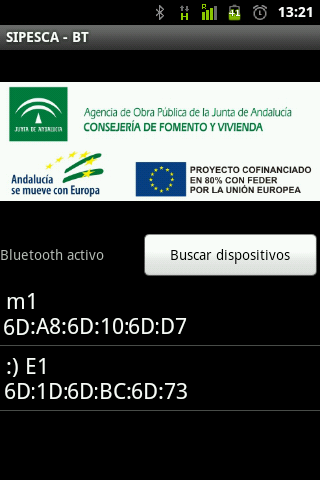 R
H
41
13:21
SIPESCA - BT
JUNTA DE ANDALUCIA
Agencia de Obra Pública de la Junta de Andalucía
CONSEJERÍA DE FOMENTO Y VIVIENDA
Andalucía
se mueve con Europa
PROYECTO COFINANCIADO
EN 80% CON FEDER
POR LA UNIÓN EUROPEA
Bluetooth activo
Buscar dispositivos
m1
6D:A8:6D:10:6D:D7
:) E1
6D:1D:6D:BC:6D:73